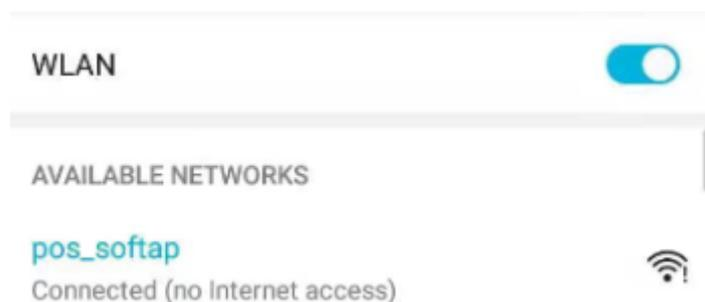 WLAN
AVAILABLE NETWORKS
pos_softap
Connected (no Internet access)